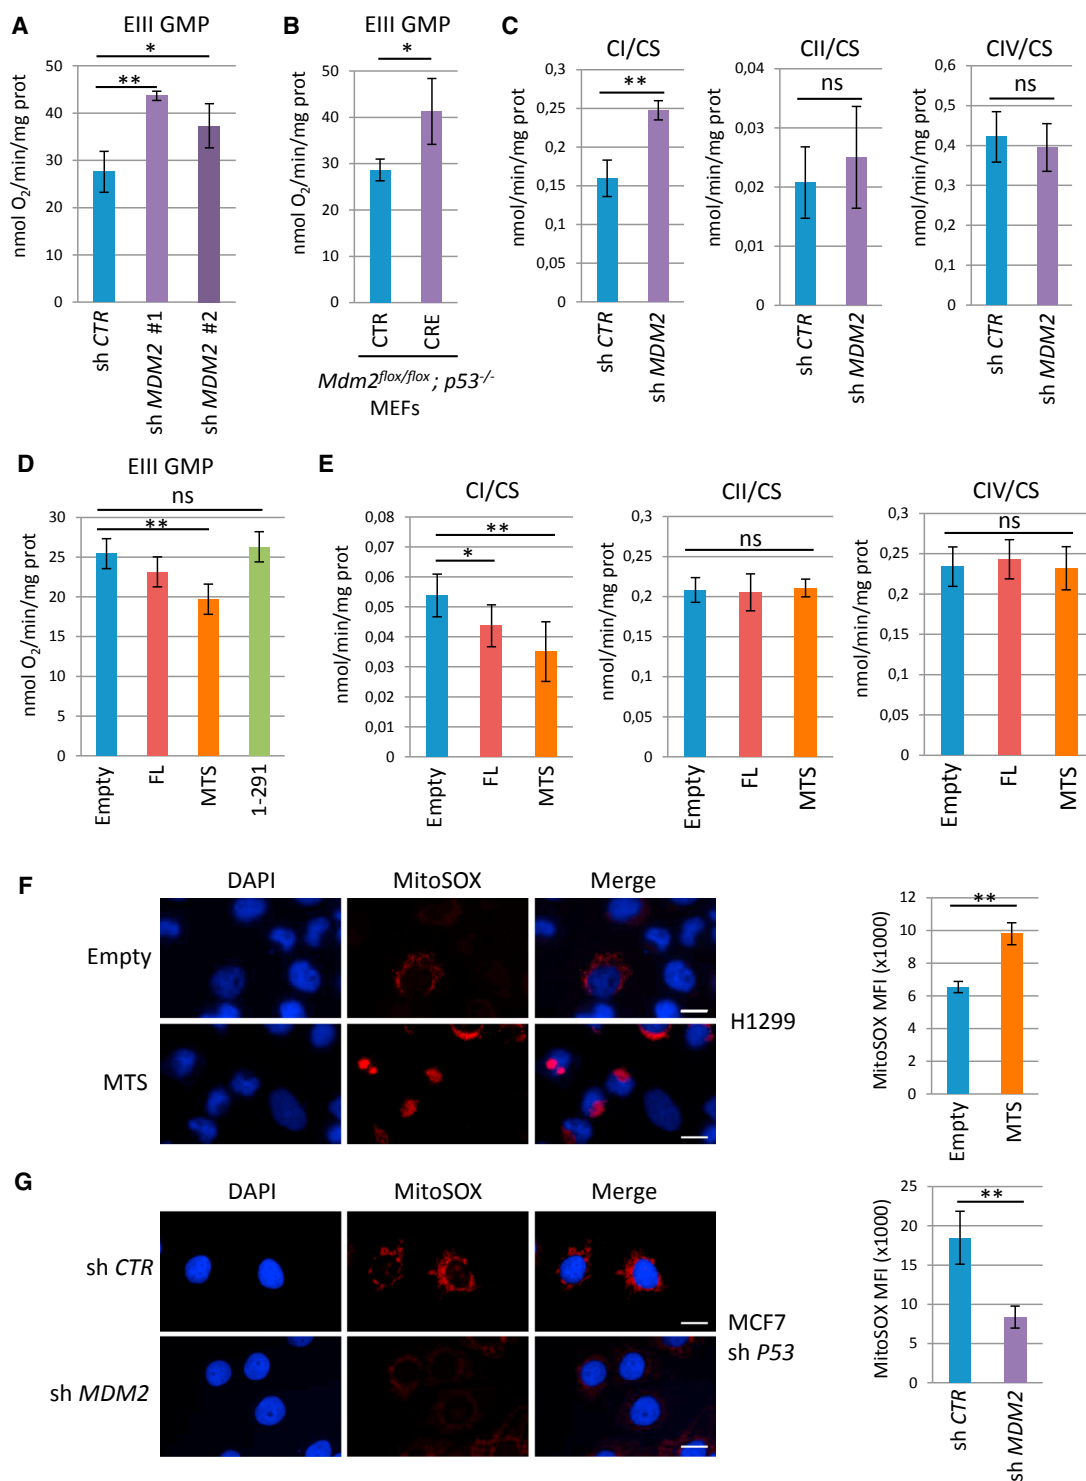 A
EIII GMP
*
**
nmol O2/min/mg prot
50
40
30
20
10
0
sh CTR
sh MDM2 #1
sh MDM2 #2
B
EIII GMP
*
nmol O2/min/mg prot
50
40
30
20
10
0
CTR
CRE
Mdm2flox/flox; p53-/-
MEFs
C
CI/CS
**
nmol/min/mg prot
0,3
0,25
0,2
0,15
0,1
0,05
0
sh CTR
sh MDM2
CII/CS
ns
nmol/min/mg prot
0,04
0,03
0,02
0,01
0
sh CTR
sh MDM2
CIV/CS
ns
nmol/min/mg prot
0,6
0,5
0,4
0,3
0,2
0,1
0
sh CTR
sh MDM2
D
EIII GMP
ns
**
nmol O2/min/mg prot
30
25
20
15
10
5
0
Empty
FL
MTS
1-291
E
CI/CS
**
*
nmol/min/mg prot
0,08
0,07
0,06
0,05
0,04
0,03
0,02
0,01
0
Empty
FL
MTS
CII/CS
ns
nmol/min/mg prot
0,3
0,25
0,2
0,15
0,1
0,05
0
Empty
FL
MTS
CIV/CS
ns
nmol/min/mg prot
0,3
0,25
0,2
0,15
0,1
0,05
0
Empty
FL
MTS
F
DAPI
MitoSOX
Merge
Empty
MTS
H1299
**
MitoSOX MFI (x1000)
12
10
8
6
4
2
0
Empty
MTS
G
DAPI
MitoSOX
Merge
sh CTR
sh MDM2
MCF7
sh P53
**
MitoSOX MFI (x1000)
25
20
15
10
5
0
sh CTR
sh MDM2